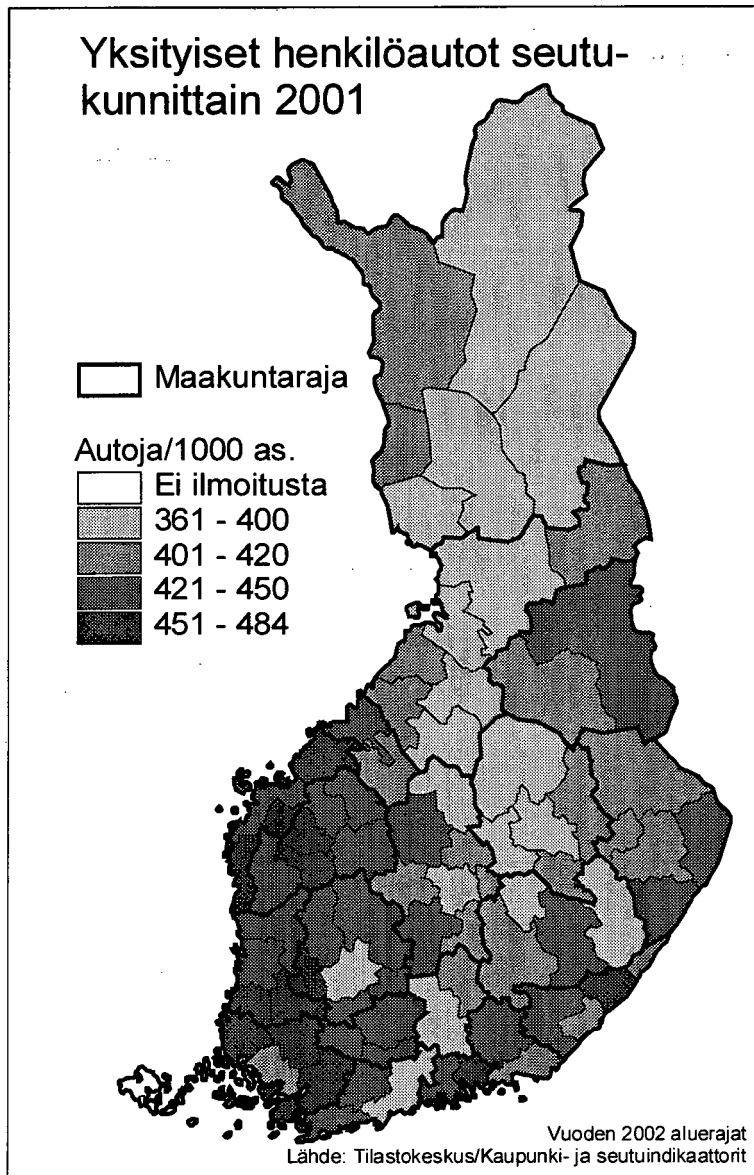 Yksityiset henkilöautot seutu-
kunnittain 2001
Maakuntaraja
Autoja/1000 as.
Ei ilmoitusta
361 - 400
401 - 420
421 - 450
451 - 484
Vuoden 2002 aluerajat
Lähde: Tilastokeskus/Kaupunki- ja seutuindikaattorit